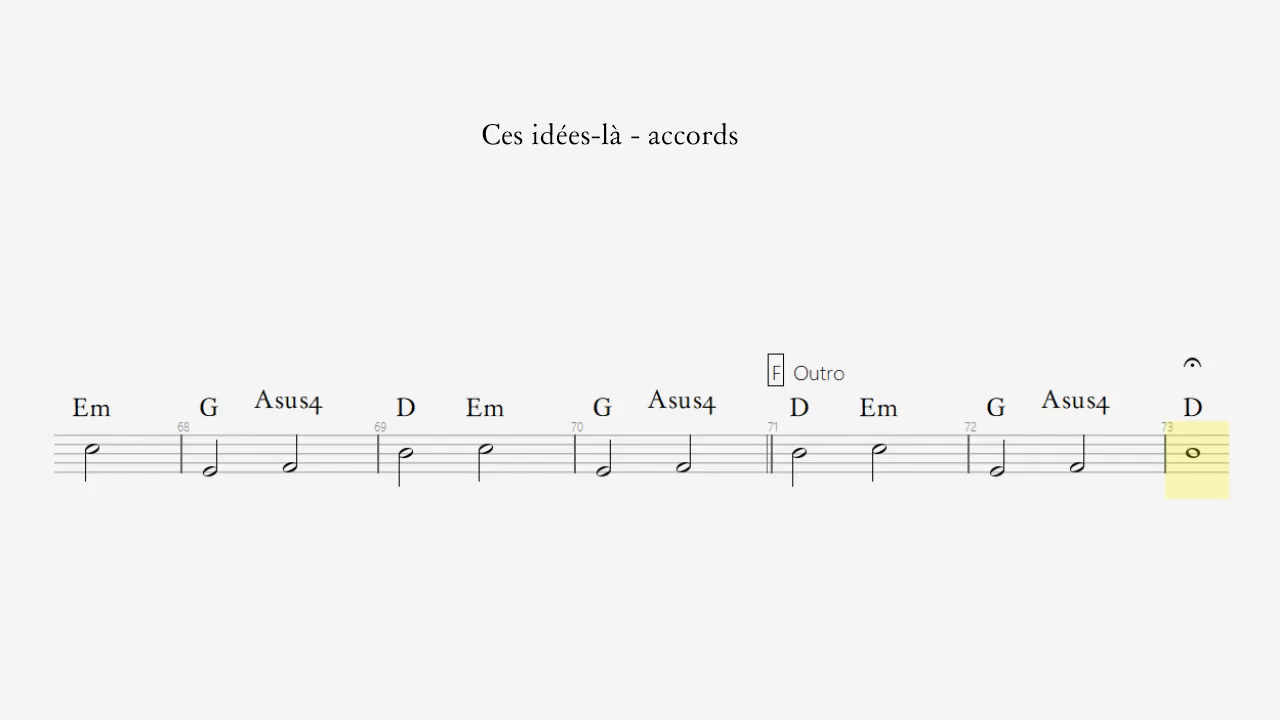 Ces idées-là - accords
F Outro
Em G Asus4 D Em G Asus4 D Em G Asus4 D
68 69 70 71 72 73